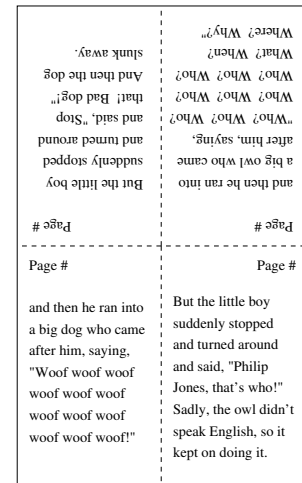 Page #
But the little boy
suddenly stopped
and turned around
and said, "Stop
that! Bad dog!"
And then the dog
slunk away.
Page #
and then he ran into
a big owl who came
after him, saying,
"Who? Who? Who?
Who? Who? Who?
Who? Who? Who?
What? When?
Where? Why?"
Page #
and then he ran into
a big dog who came
after him, saying,
"Woof woof woof
woof woof woof
woof woof woof
woof woof woof!"
Page #
But the little boy
suddenly stopped
and turned around
and said, "Philip
Jones, that's who!"
Sadly, the owl didn't
speak English, so it
kept on doing it.